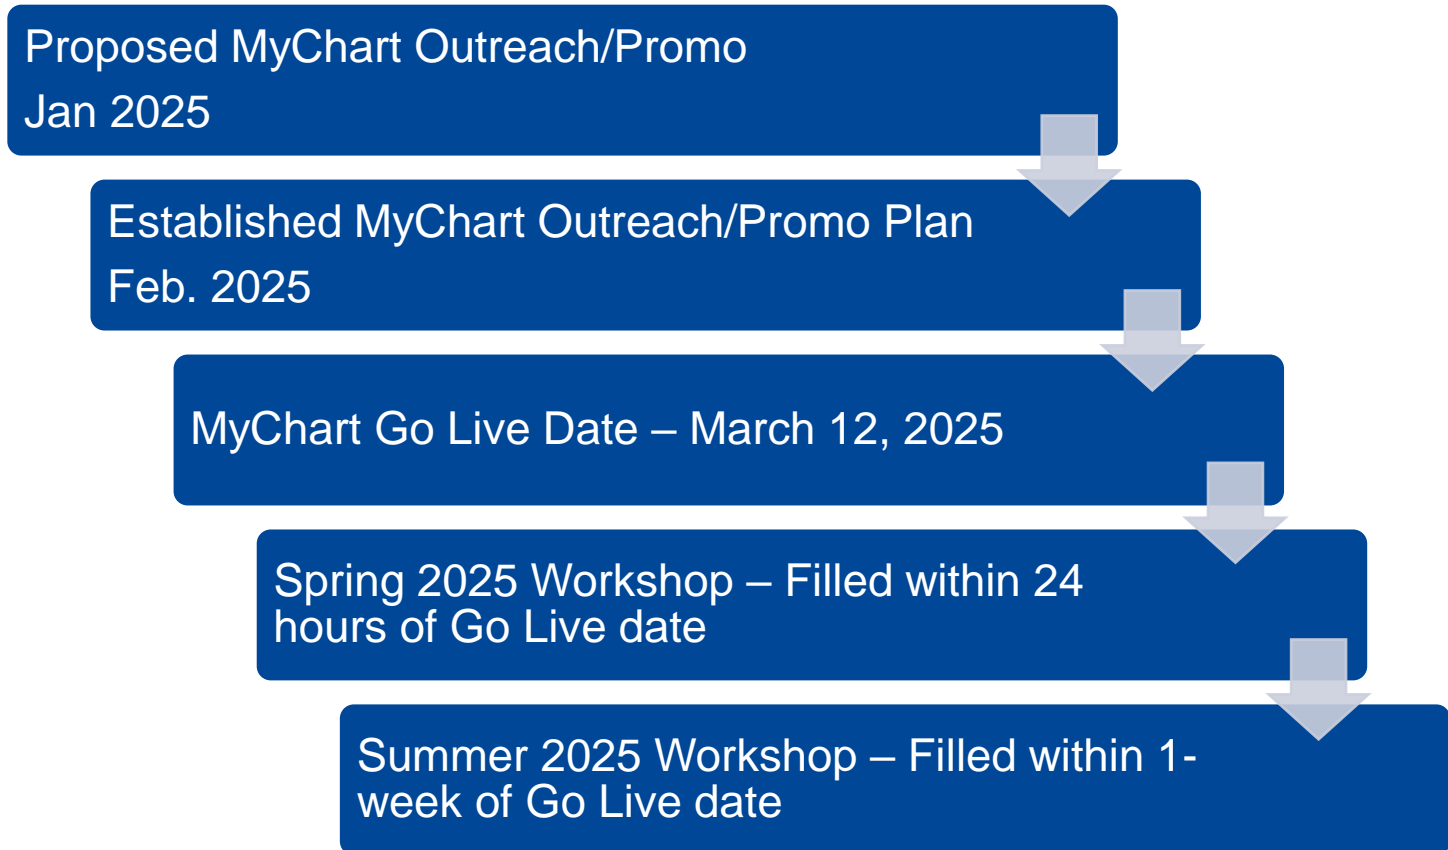 Proposed MyChart Outreach/Promo
Jan 2025
Established MyChart Outreach/Promo Plan
Feb. 2025
MyChart Go Live Date – March 12, 2025
Spring 2025 Workshop – Filled within 24
hours of Go Live date
Summer 2025 Workshop – Filled within 1-
week of Go Live date